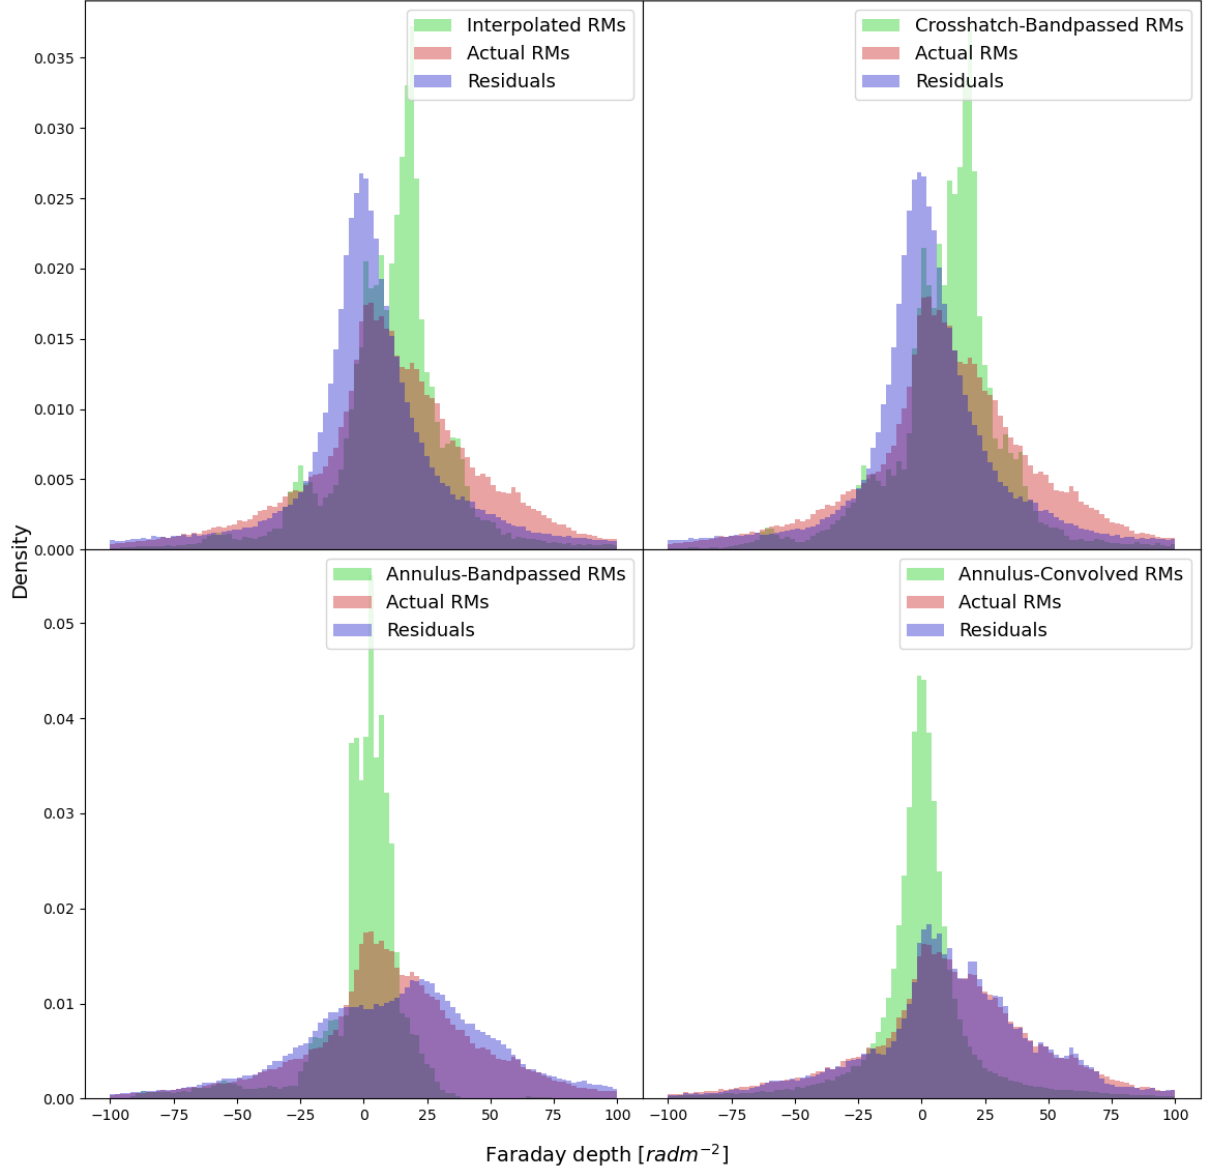 Interpolated RMs
Actual RMs
Residuals
Crosshatch-Bandpassed RMs
Actual RMs
Residuals
0.035
0.030
0.025
0.020
0.015
0.010
0.005
0.000
Density
Annulus-Bandpassed RMs
Actual RMs
Residuals
Annulus-Convolved RMs
Actual RMs
Residuals
0.05
0.04
0.03
0.02
0.01
0.00
−100 −75 −50 −25 0 25 50 75 100
−100 −75 −50 −25 0 25 50 75 100
Faraday depth [radm⁻²]